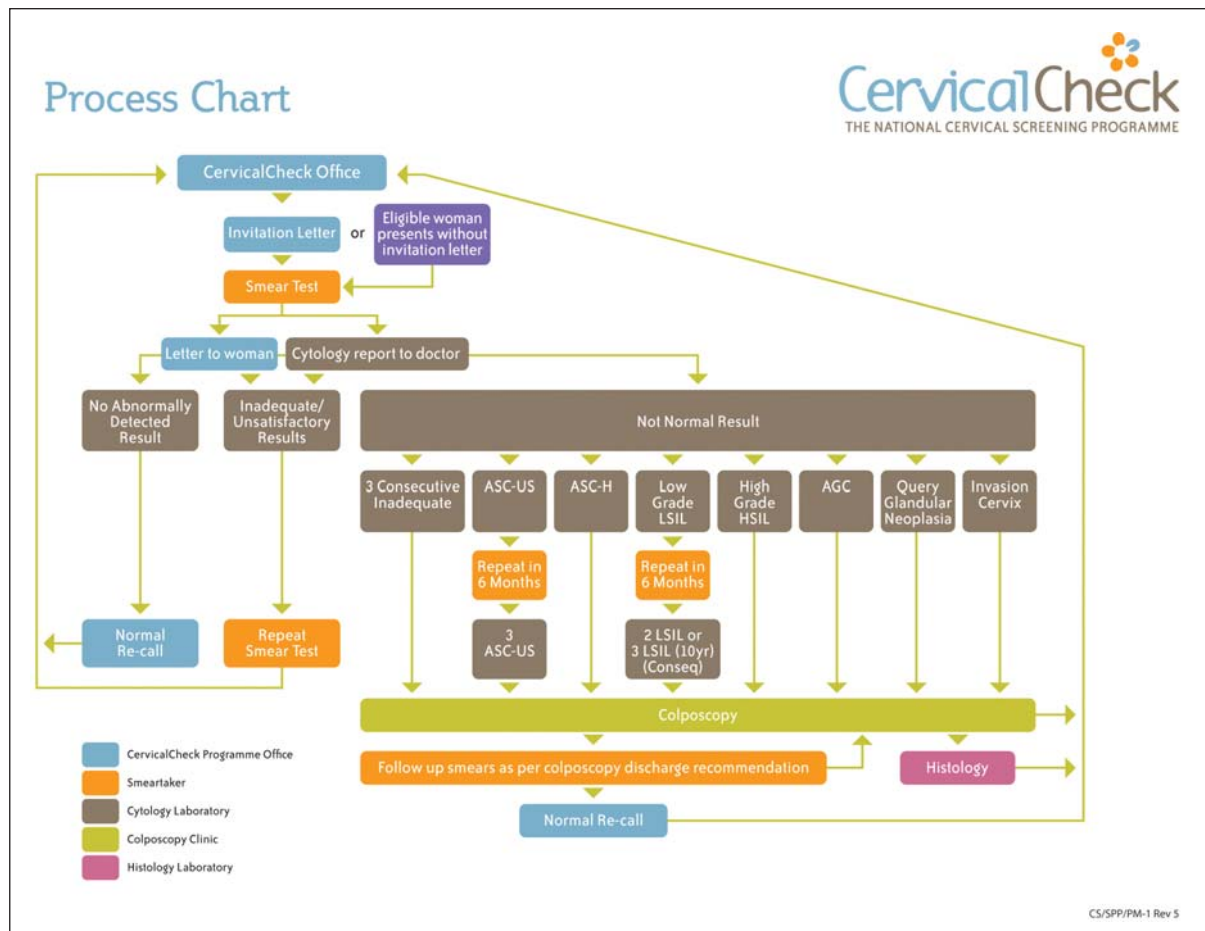 Process Chart
CervicalCheck
THE NATIONAL CERVICAL SCREENING PROGRAMME
CervicalCheck Office
Invitation Letter
or
Eligible woman
presents without
invitation letter
Smear Test
Letter to woman
Cytology report to doctor
No Abnormally
Detected
Result
Inadequate/
Unsatisfactory
Results
Not Normal Result
3 Consecutive
Inadequate
ASC-US
ASC-H
Low
Grade
LSIL
High
Grade
HSIL
AGC
Query
Glandular
Neoplasia
Invasion
Cervix
Repeat in
6 Months
Repeat in
6 Months
Normal
Re-call
Repeat
Smear Test
3
ASC-US
2 LSIL or
3 LSIL (10yr)
(Conseq)
Colposcopy
Follow up smears as per colposcopy discharge recommendation
Histology
Normal Re-call
CervicalCheck Programme Office
Smeartaker
Cytology Laboratory
Colposcopy Clinic
Histology Laboratory
CS/SPP/PM-1 Rev 5